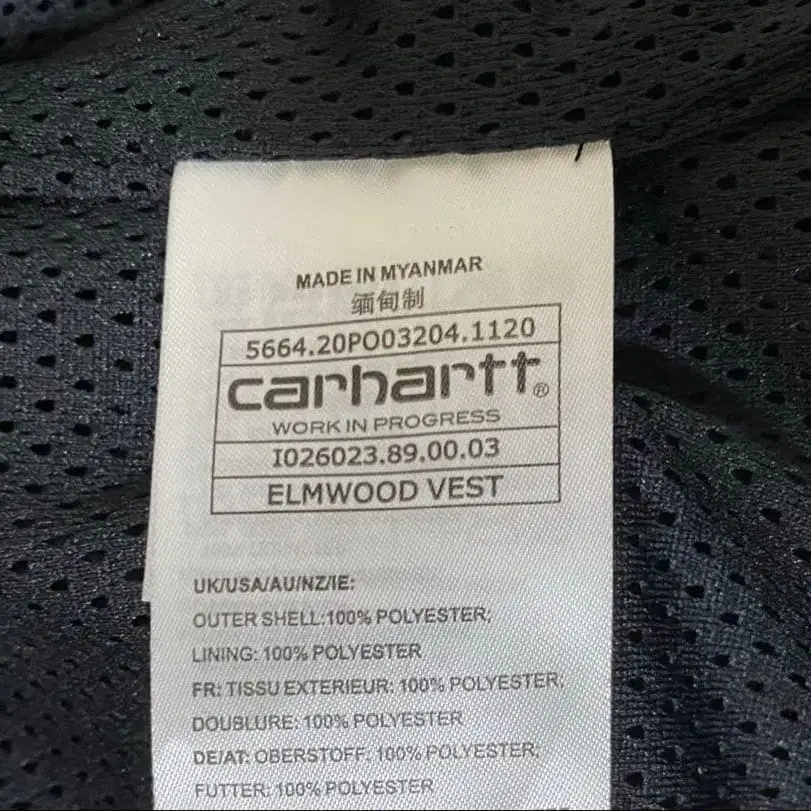 MADE IN MYANMAR
缅甸制
5664.20PO03204.1120
carhartt®
WORK IN PROGRESS
I026023.89.00.03
ELMWOOD VEST
UK/USA/AU/NZ/IE:
OUTER SHELL:100% POLYESTER;
LINING: 100% POLYESTER
FR: TISSU EXTERIEUR: 100% POLYESTER;
DOUBLURE: 100% POLYESTER
DE/AT: OBERSTOFF: 100% POLYESTER;
FUTTER: 100% POLYESTER